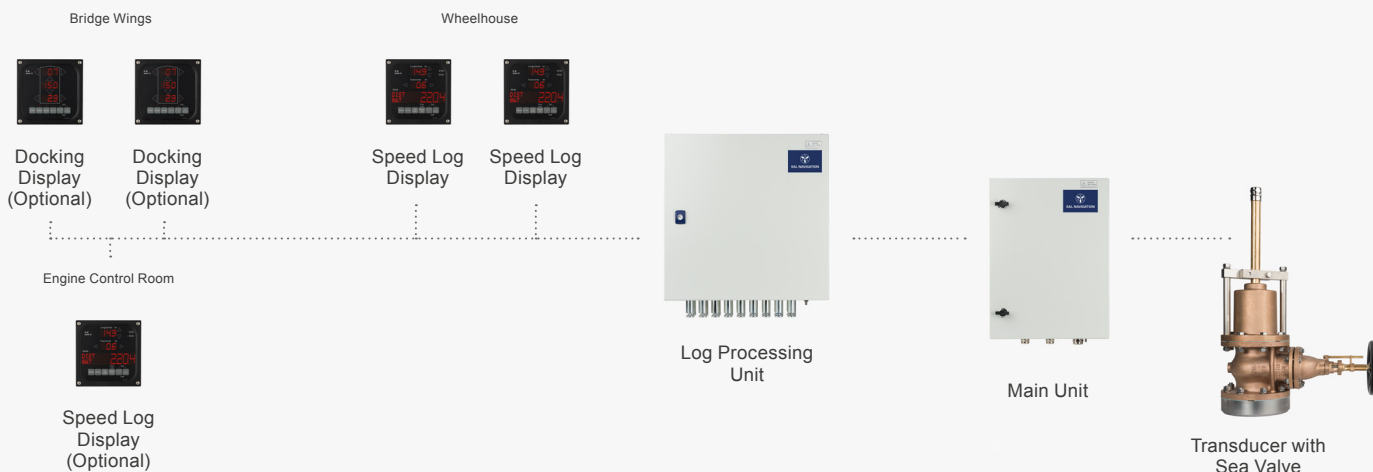 Bridge Wings
Wheelhouse
Docking
Display
(Optional)
Docking
Display
(Optional)
Speed Log
Display
Speed Log
Display
SAL NAVIGATION
SAL NAVIGATION
Engine Control Room
Log Processing
Unit
Main Unit
Speed Log
Display
(Optional)
Transducer with
Sea Valve